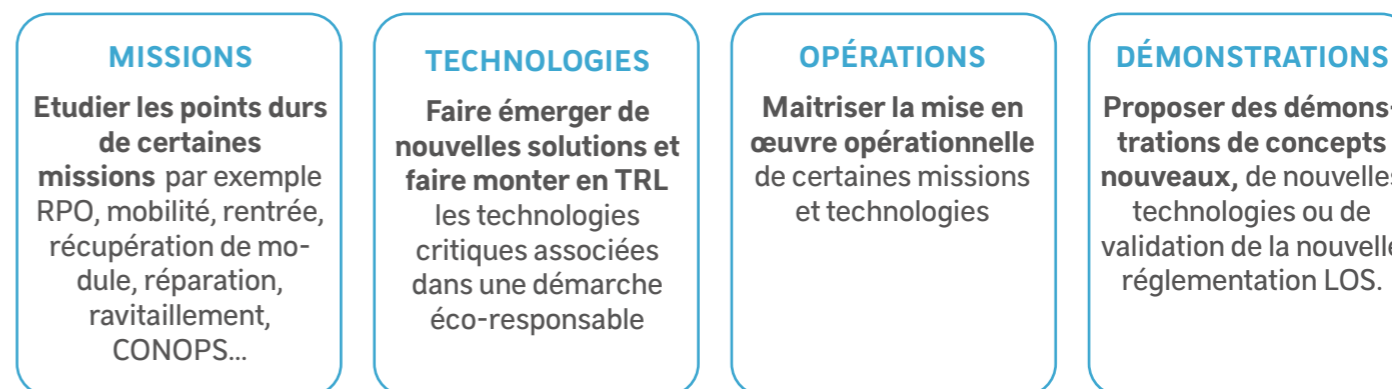 MISSIONS
Etudier les points durs
de certaines
missions par exemple
RPO, mobilité, rentrée,
récupération de mo-
dule, réparation,
ravitaillement,
CONOPS...
TECHNOLOGIES
Faire émerger de
nouvelles solutions et
faire monter en TRL
les technologies
critiques associées
dans une démarche
éco-responsable
OPÉRATIONS
Maitriser la mise en
œuvre opérationnelle
de certaines missions
et technologies
DÉMONSTRATIONS
Proposer des démons-
trations de concepts
nouveaux, de nouvelles
technologies ou de
validation de la nouvelle
réglementation LOS.